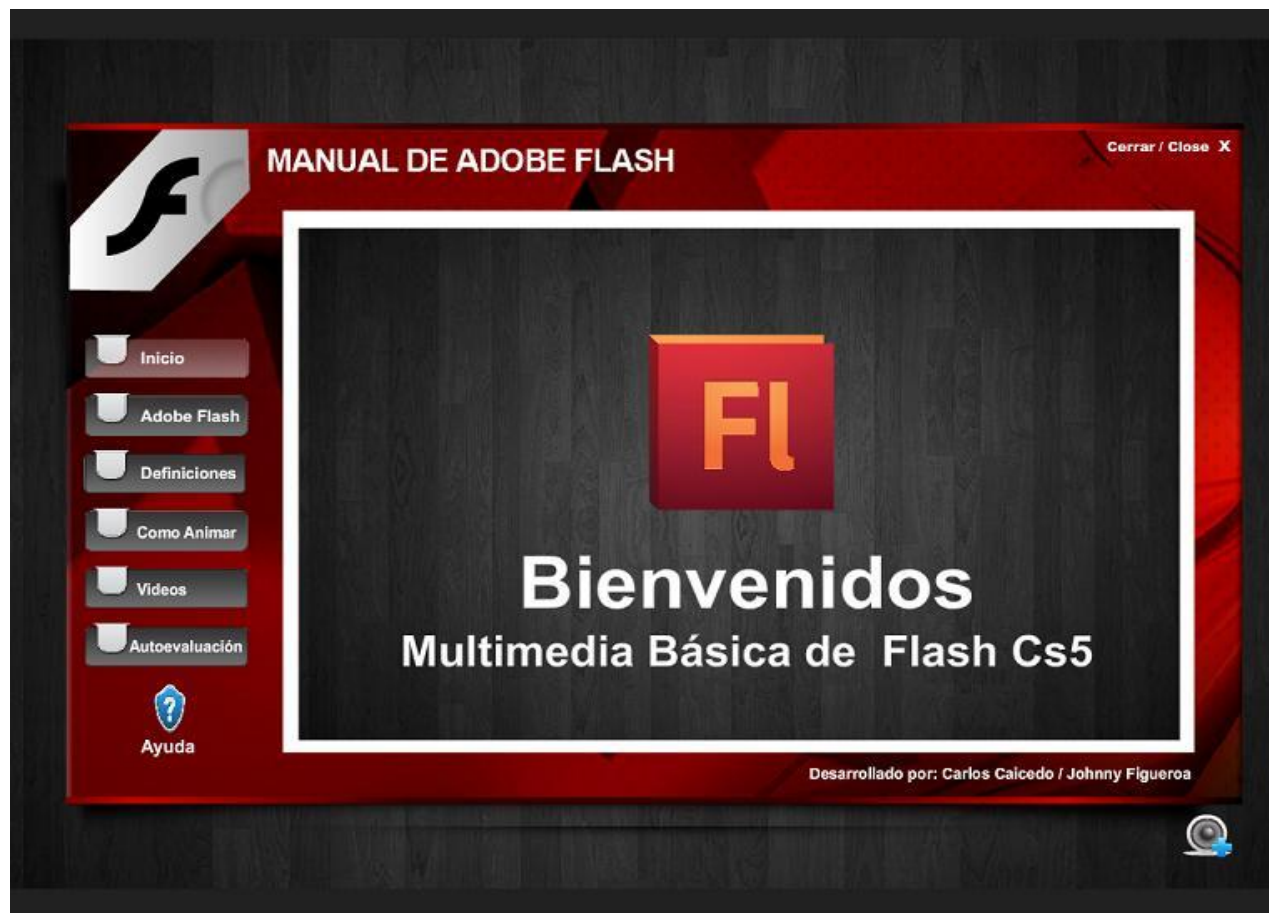 MANUAL DE ADOBE FLASH
Cerrar / Close X
Inicio
Adobe Flash
Definiciones
Como Animar
Videos
Autoevaluación
Ayuda
Fl
Bienvenidos
Multimedia Básica de Flash Cs5
Desarrollado por: Carlos Caicedo / Johnny Figueroa